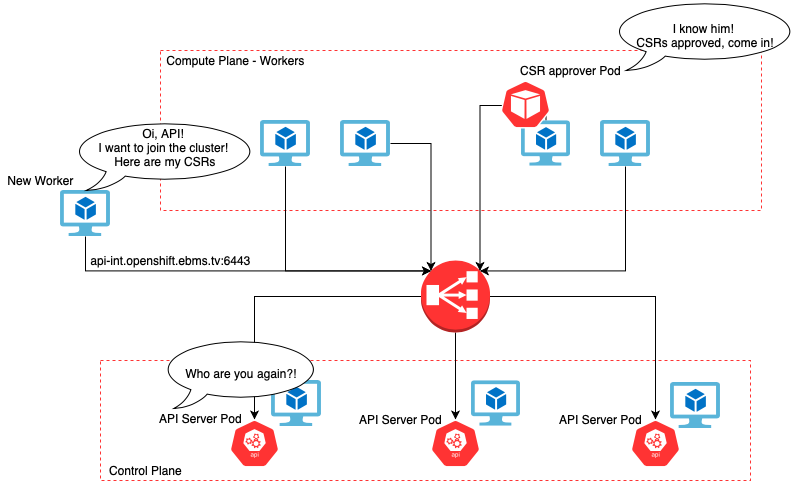 I know him!
CSRs approved, come in!
Compute Plane - Workers
CSR approver Pod
Oi, API!
I want to join the cluster!
Here are my CSRs
New Worker
api-int.openshift.ebms.tv:6443
Who are you again?!
API Server Pod
API Server Pod
API Server Pod
api
api
api
Control Plane